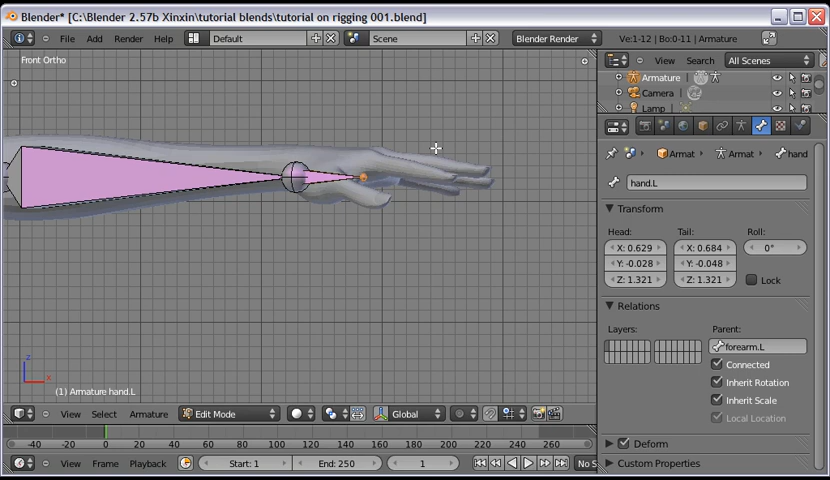 Blender* [C:\Blender 2.57b Xinxin\tutorial blends\tutorial on rigging 001.blend]
File Add Render Help Default Scene Blender Render Ve:1-12 | Bo:0-11 | Armature
Front Ortho
View Search All Scenes
Armature
Camera
Lamp
Armat Armat hand
hand.L
Transform
Head: Tail: Roll:
X: 0.629 X: 0.684 0°
Y: -0.028 Y: -0.048
Z: 1.321 Z: 1.321 Lock
Relations
Layers: Parent:
forearm.L
Connected
Inherit Rotation
Inherit Scale
Local Location
Deform
Custom Properties
z
x
(1) Armature hand.L
View Select Armature Edit Mode Global
-40 -20 0 20 40 60 80 100 120 140 160 180 200 220 240 260
View Frame Playback Start: 1 End: 250 1 No S